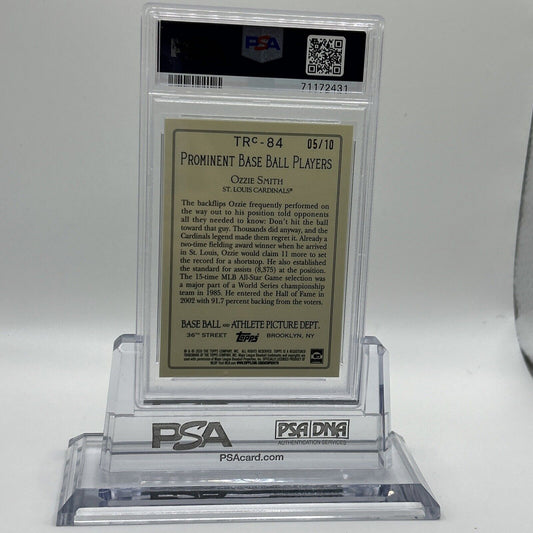 PSA
71172431
TRc-84 05/10
PROMINENT BASE BALL PLAYERS
OZZIE SMITH
ST. LOUIS CARDINALS®
The backflips Ozzie frequently performed on
the way out to his position told opponents
all they needed to know: Don't hit the ball
toward that guy. Thousands did anyway, and the
Cardinals legend made them regret it. Already a
two-time fielding award winner when he arrived
in St. Louis, Ozzie would claim 11 more to set
the record for a shortstop. He also established
the standard for assists (8,375) at the position.
The 15-time MLB All-Star Game selection was
a major part of a World Series championship
team in 1985. He entered the Hall of Fame in
2002 with 91.7 percent backing from the voters.
BASE BALL AND ATHLETE PICTURE DEPT.
36TH STREET Topps BROOKLYN, NY
PSA PSA/DNA
AUTHENTICATION SERVICES
PSAcard.com